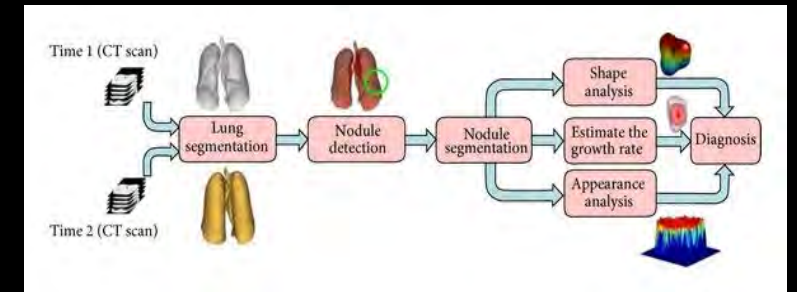 Time 1 (CT scan)
Lung
segmentation
Nodule
detection
Nodule
segmentation
Shape
analysis
Estimate the
growth rate
Appearance
analysis
Diagnosis
Time 2 (CT scan)